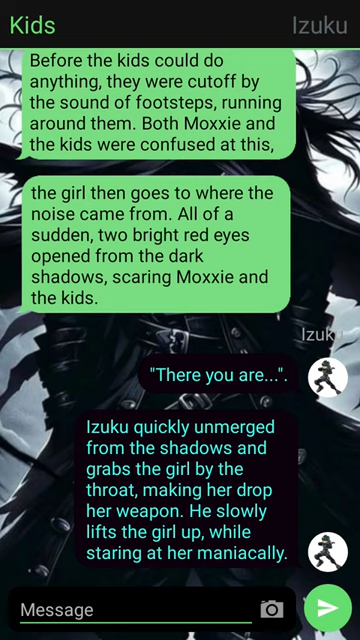 Kids
Izuku
Before the kids could do
anything, they were cutoff by
the sound of footsteps, running
around them. Both Moxxie and
the kids were confused at this,
the girl then goes to where the
noise came from. All of a
sudden, two bright red eyes
opened from the dark
shadows, scaring Moxxie and
the kids.
Izuku
"There you are...".
Izuku quickly unmerged
from the shadows and
grabs the girl by the
throat, making her drop
her weapon. He slowly
lifts the girl up, while
staring at her maniacally.
Message